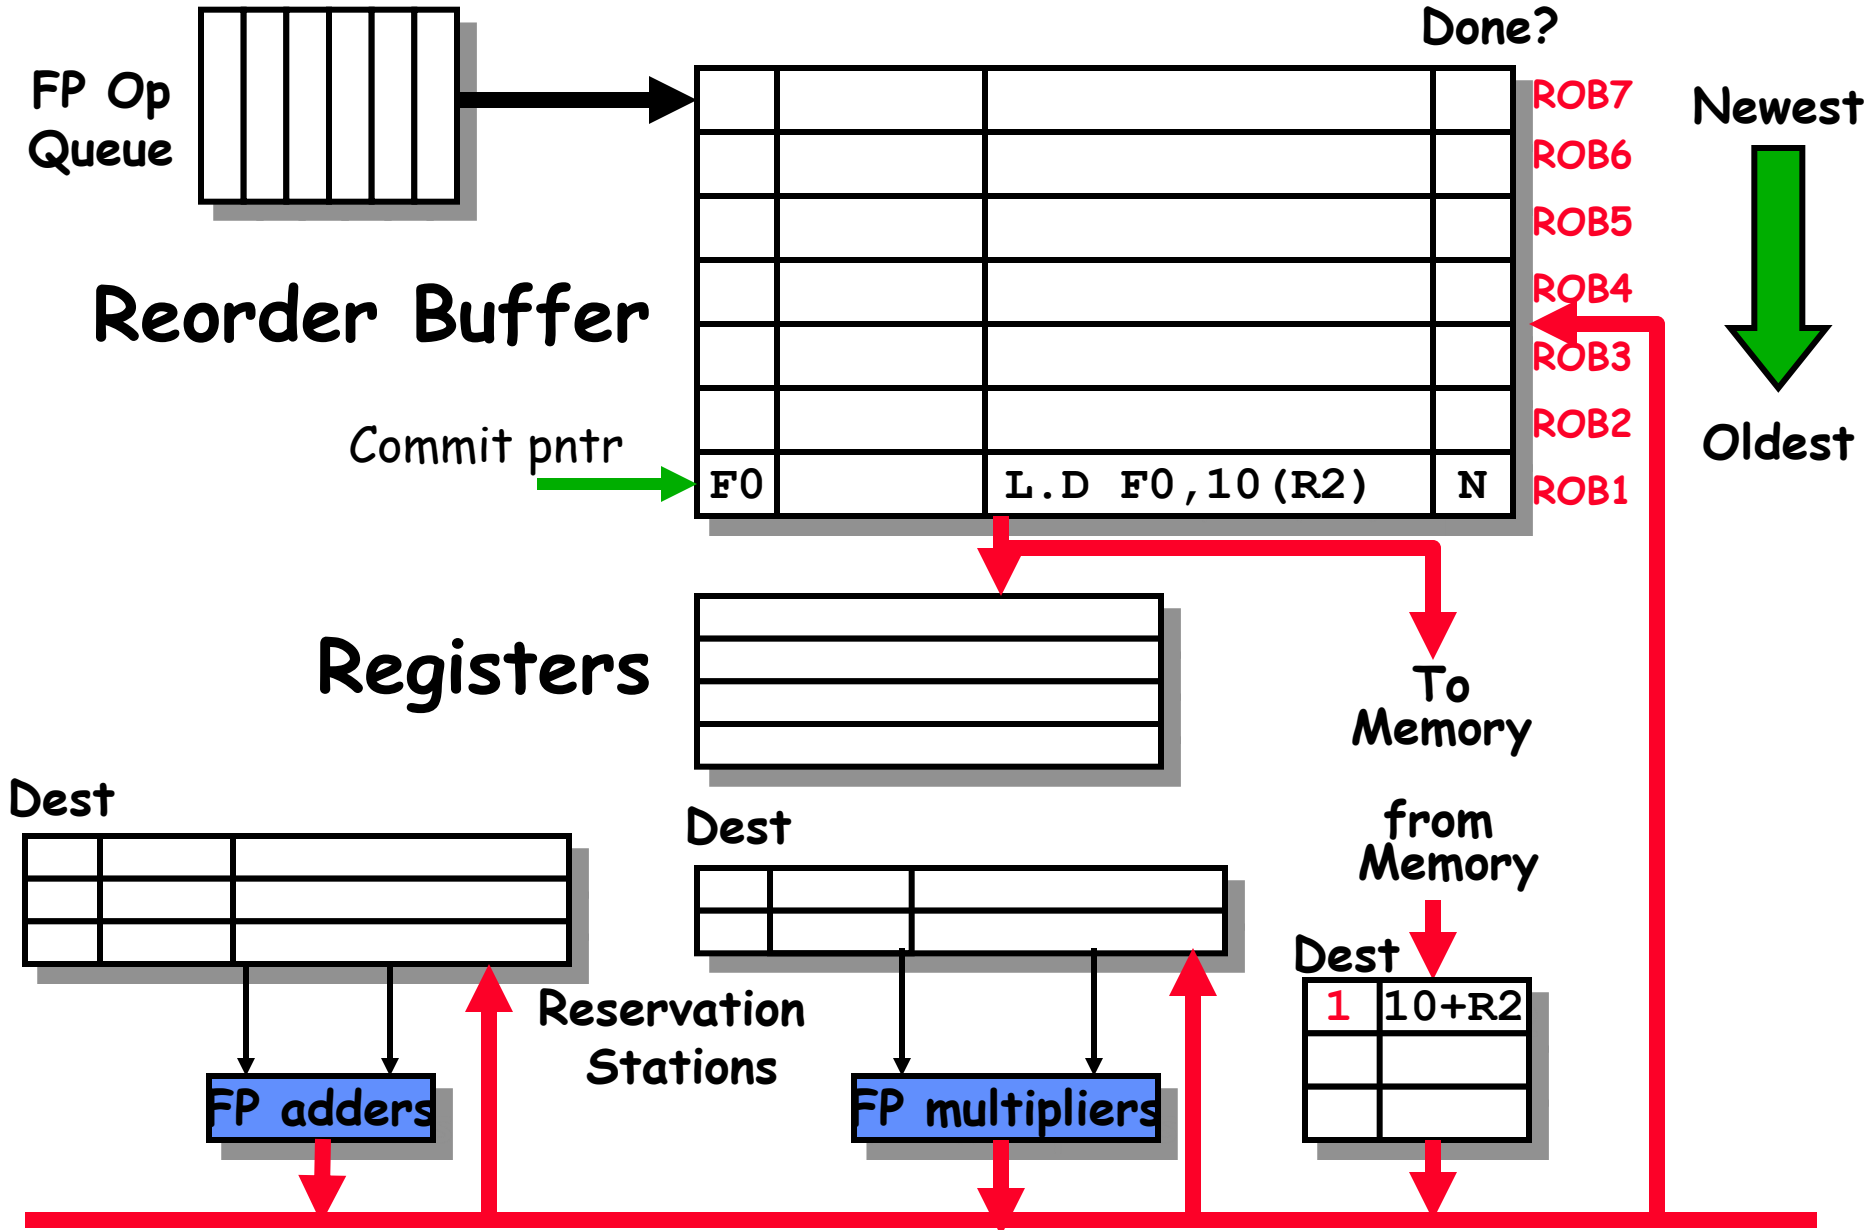 Done?
FP Op
Queue
ROB7
Newest
ROB6
ROB5
Reorder Buffer
ROB4
ROB3
Commit pntr
ROB2
Oldest
F0 L.D F0,10(R2) N ROB1
Registers
To
Memory
Dest
Dest
from
Memory
Dest
1 10+R2
Reservation
Stations
FP adders
FP multipliers